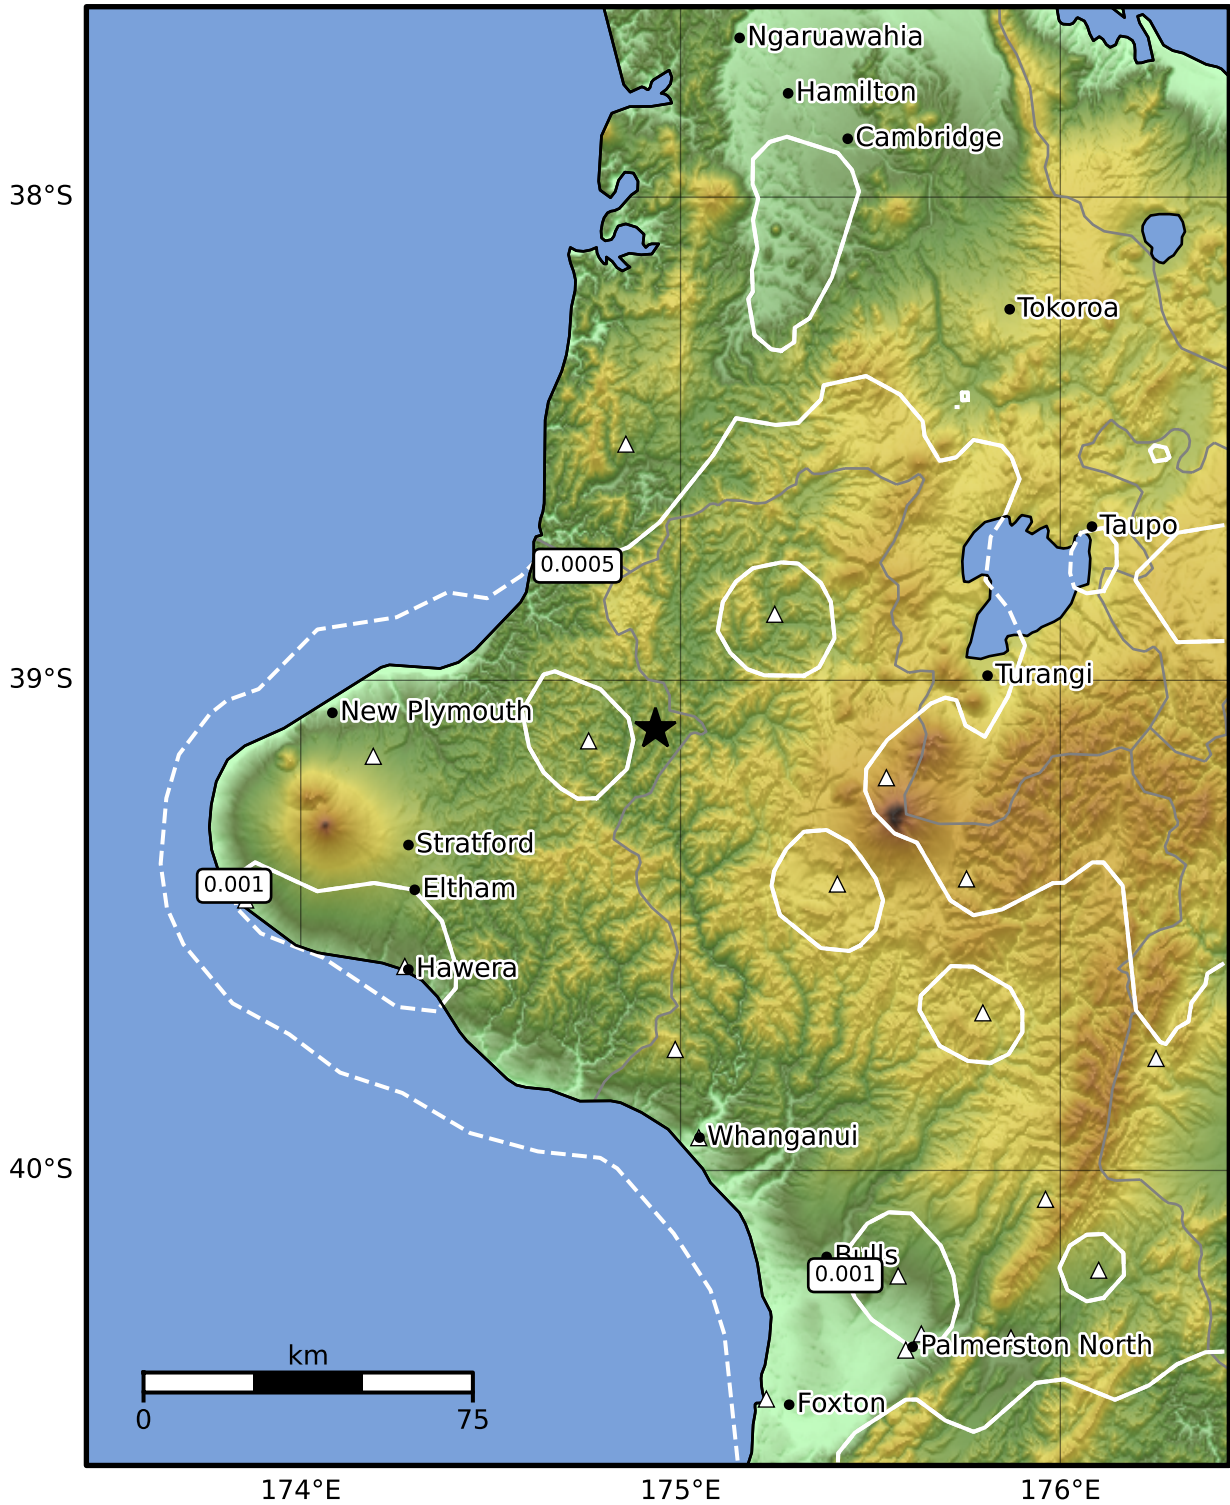 Ngaruawahia
Hamilton
Cambridge
38°S
Tokoroa
Taupo
0.0005
39°S
Turangi
New Plymouth
Stratford
0.001
Eltham
Hawera
Whanganui
40°S
Bulls
0.001
Palmerston North
km
Foxton
0
75
174°E
175°E
176°E